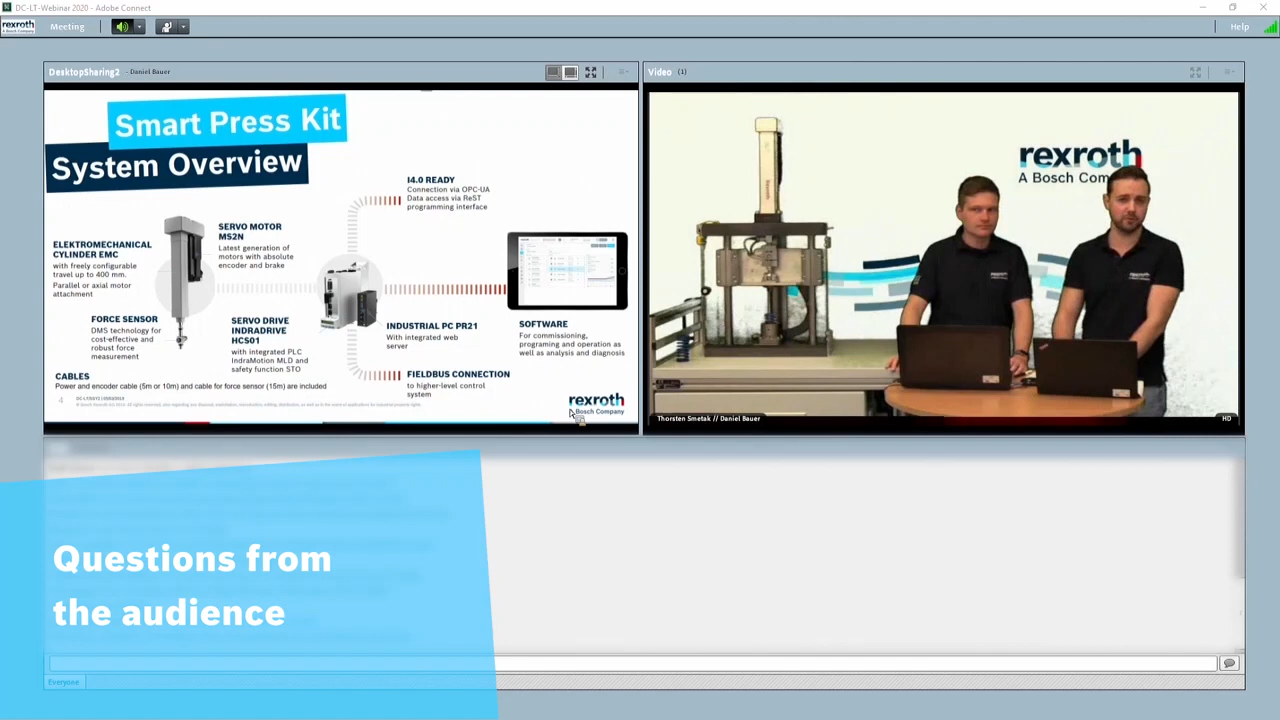 DC-LT-Webinar 2020 - Adobe Connect
rexroth
A Bosch Company
Meeting
Help
DesktopSharing2 - Daniel Bauer
Smart Press Kit
System Overview
I4.0 READY
Connection via OPC-UA
Data access via ReST
programming interface
SERVO MOTOR
MS2N
Latest generation of
motors with absolute
encoder and brake
ELEKTROMECHANICAL
CYLINDER EMC
with freely configurable
travel up to 400 mm.
Parallel or axial motor
attachment
FORCE SENSOR
DMS technology for
cost-effective and
robust force
measurement
SERVO DRIVE
INDRADRIVE
HCS01
with integrated PLC
IndraMotion MLD and
safety function STO
INDUSTRIAL PC PR21
With integrated web
server
SOFTWARE
For commissioning,
programing and operation as
well as analysis and diagnosis
CABLES
Power and encoder cable (5m or 10m) and cable for force sensor (15m) are included
FIELDBUS CONNECTION
to higher-level control
system
4
rexroth
A Bosch Company
Video (1)
rexroth
A Bosch Com
rexroth
rexroth
Thorsten Smetak // Daniel Bauer
HD
Questions from
the audience
Everyone